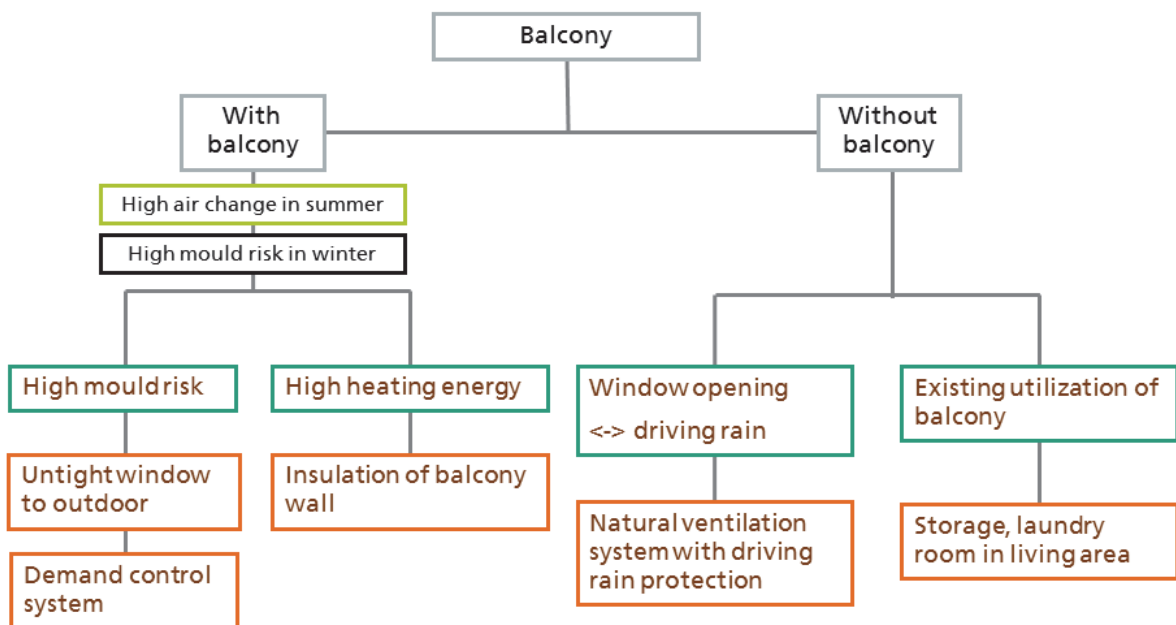 Balcony
With
balcony
Without
balcony
High air change in summer
High mould risk in winter
High mould risk
High heating energy
Window opening
<-> driving rain
Existing utilization of
balcony
Untight window
to outdoor
Insulation of balcony
wall
Natural ventilation
system with driving
rain protection
Storage, laundry
room in living area
Demand control
system